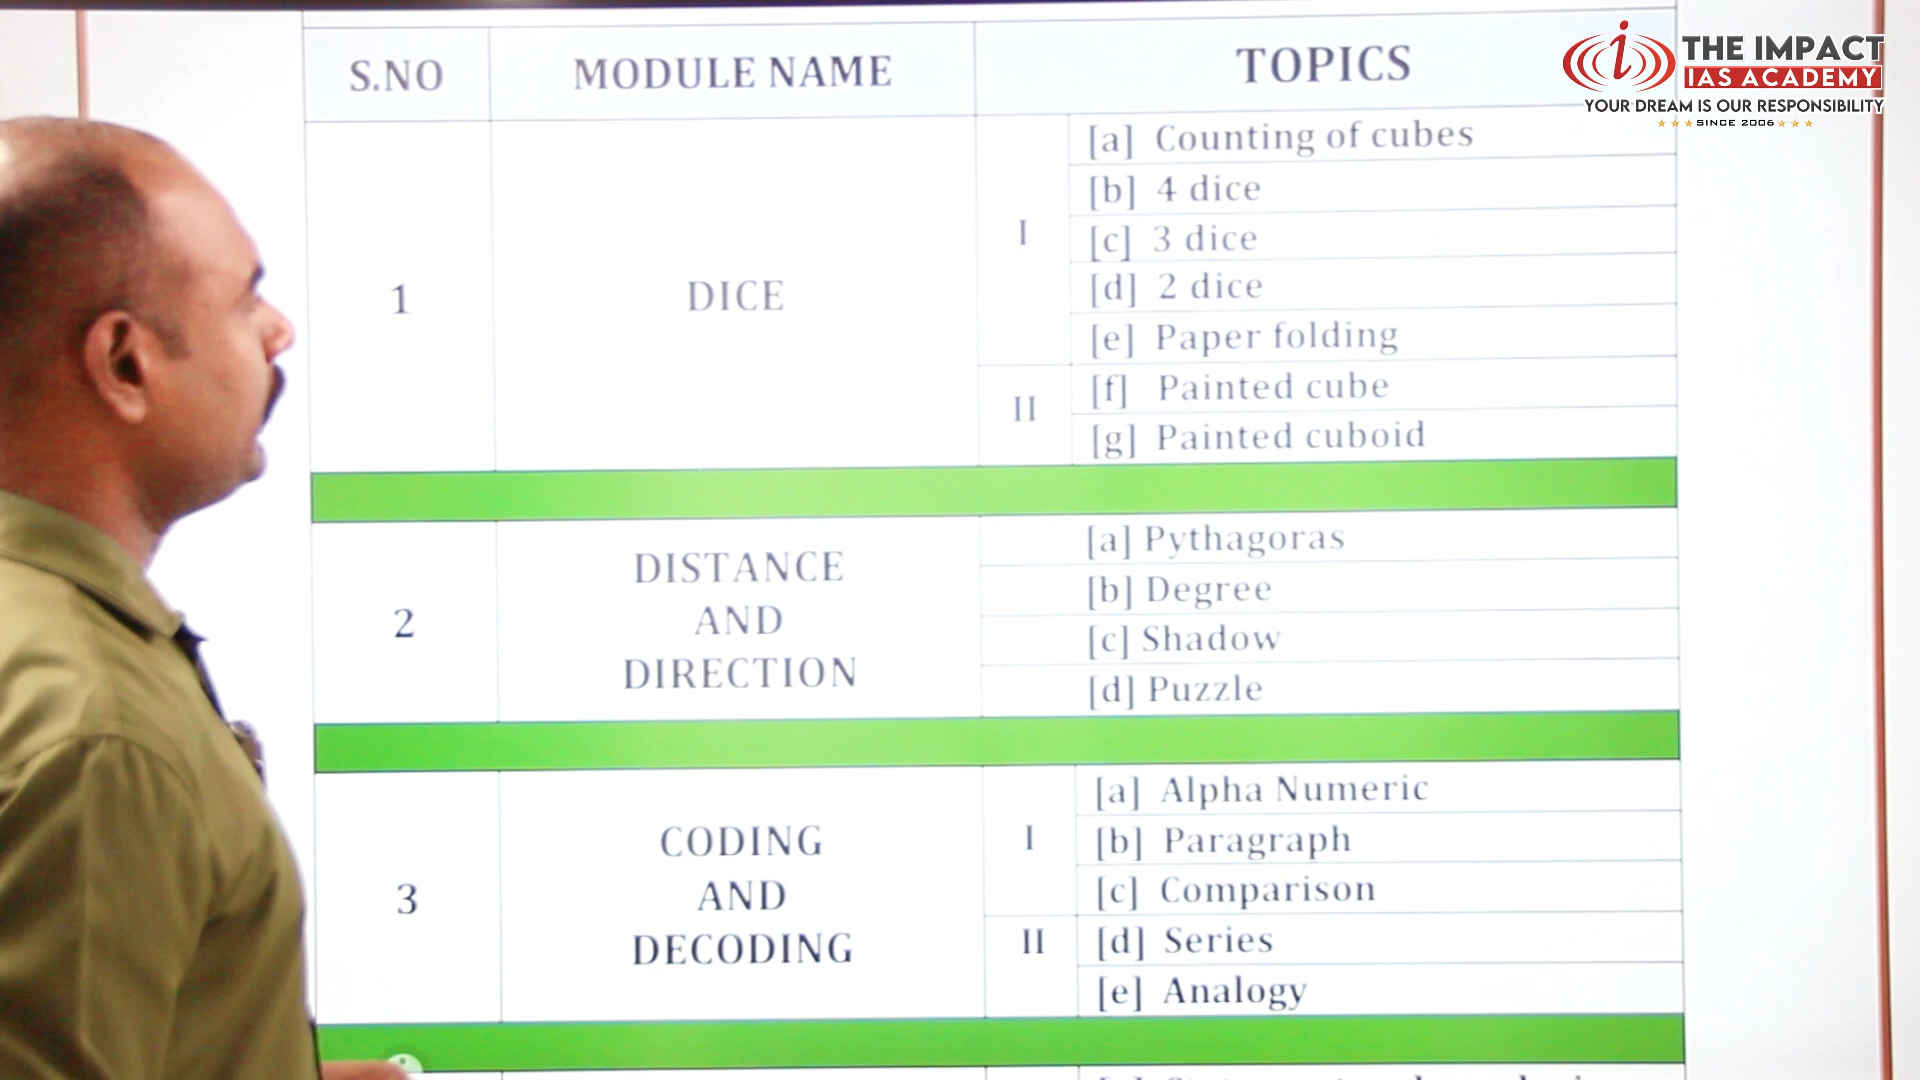 THE IMPACT
IAS ACADEMY
YOUR DREAM IS OUR RESPONSIBILITY
SINCE 2006
S.NO MODULE NAME TOPICS
1 DICE
I
[a] Counting of cubes
[b] 4 dice
[c] 3 dice
[d] 2 dice
[e] Paper folding
II
[f] Painted cube
[g] Painted cuboid
2
DISTANCE
AND
DIRECTION
[a] Pythagoras
[b] Degree
[c] Shadow
[d] Puzzle
3
CODING
AND
DECODING
I
[a] Alpha Numeric
[b] Paragraph
[c] Comparison
II
[d] Series
[e] Analogy